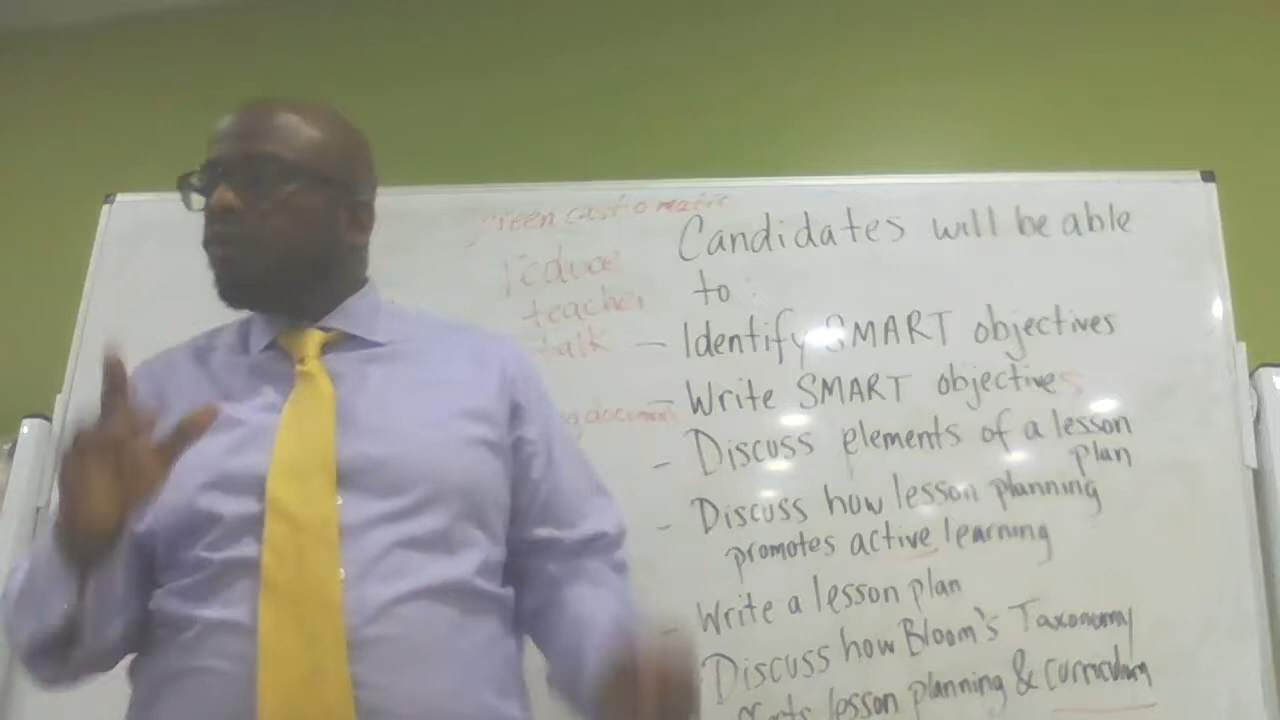 reduce
teacher
talk
Candidates will be able
to:
- Identify SMART objectives
- Write SMART objectives
- Discuss elements of a lesson
plan
- Discuss how lesson planning
promotes active learning
- Write a lesson plan
Discuss how Bloom's Taxonomy
lesson planning & curriculum